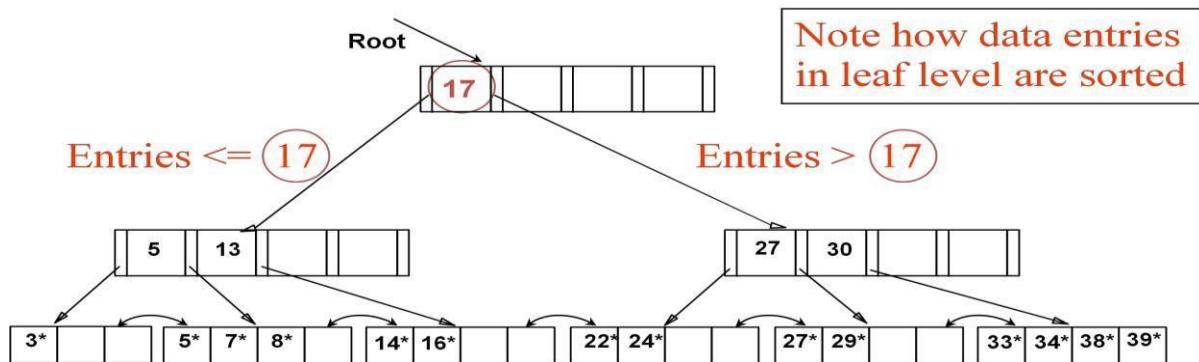 Root
Note how data entries
in leaf level are sorted
17
Entries <= 17
Entries > 17
5 13
27 30
3* 5* 7* 8* 14* 16* 22* 24* 27* 29* 33* 34* 38* 39*